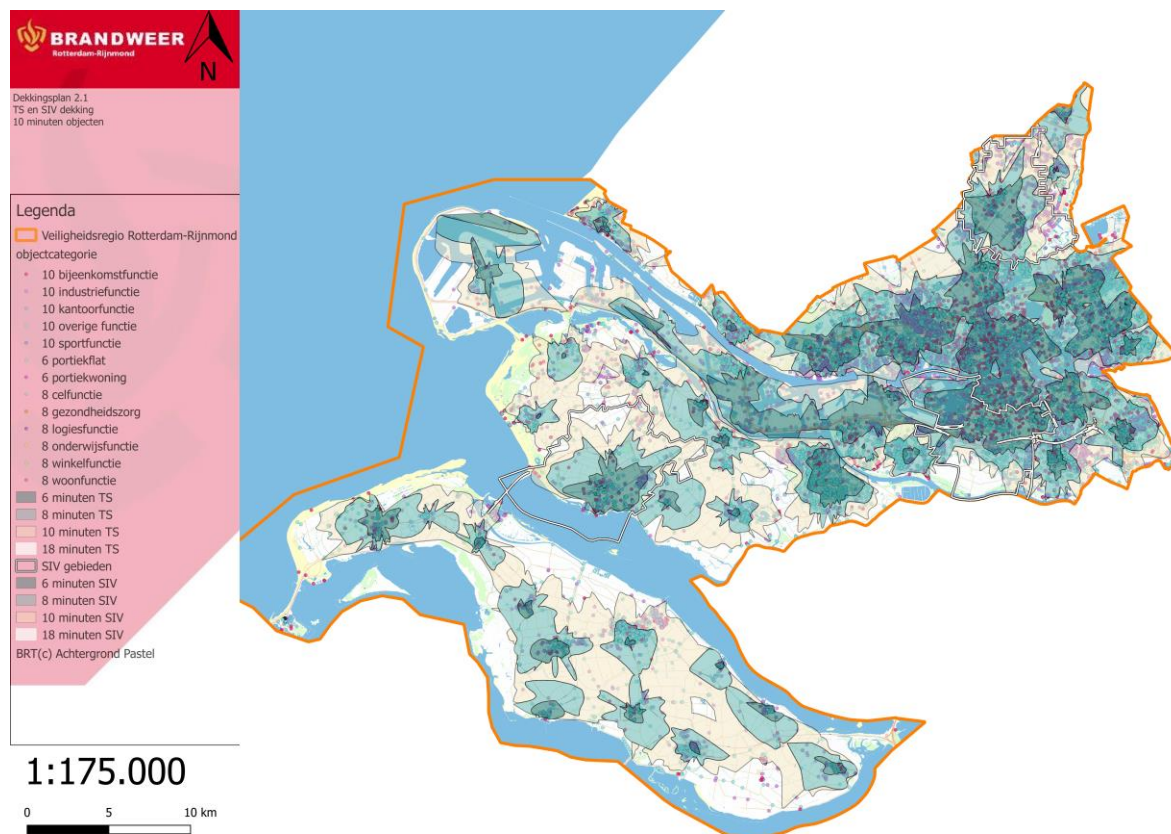 BRANDWEER
Rotterdam-Rijnmond
N
Dekkingsplan 2.1
TS en SIV dekking
10 minuten objecten
Legenda
Veiligheidsregio Rotterdam-Rijnmond
objectcategorie
10 bijeenkomstfunctie
10 industriefunctie
10 kantoorfunctie
10 overige functie
10 sportfunctie
6 portiekflat
6 portiekwoning
8 celfunctie
8 gezondheidszorg
8 logiesfunctie
8 onderwijsfunctie
8 winkelfunctie
8 woonfunctie
6 minuten TS
8 minuten TS
10 minuten TS
18 minuten TS
SIV gebieden
6 minuten SIV
8 minuten SIV
10 minuten SIV
18 minuten SIV
BRT(c) Achtergrond Pastel
1:175.000
0 5 10 km